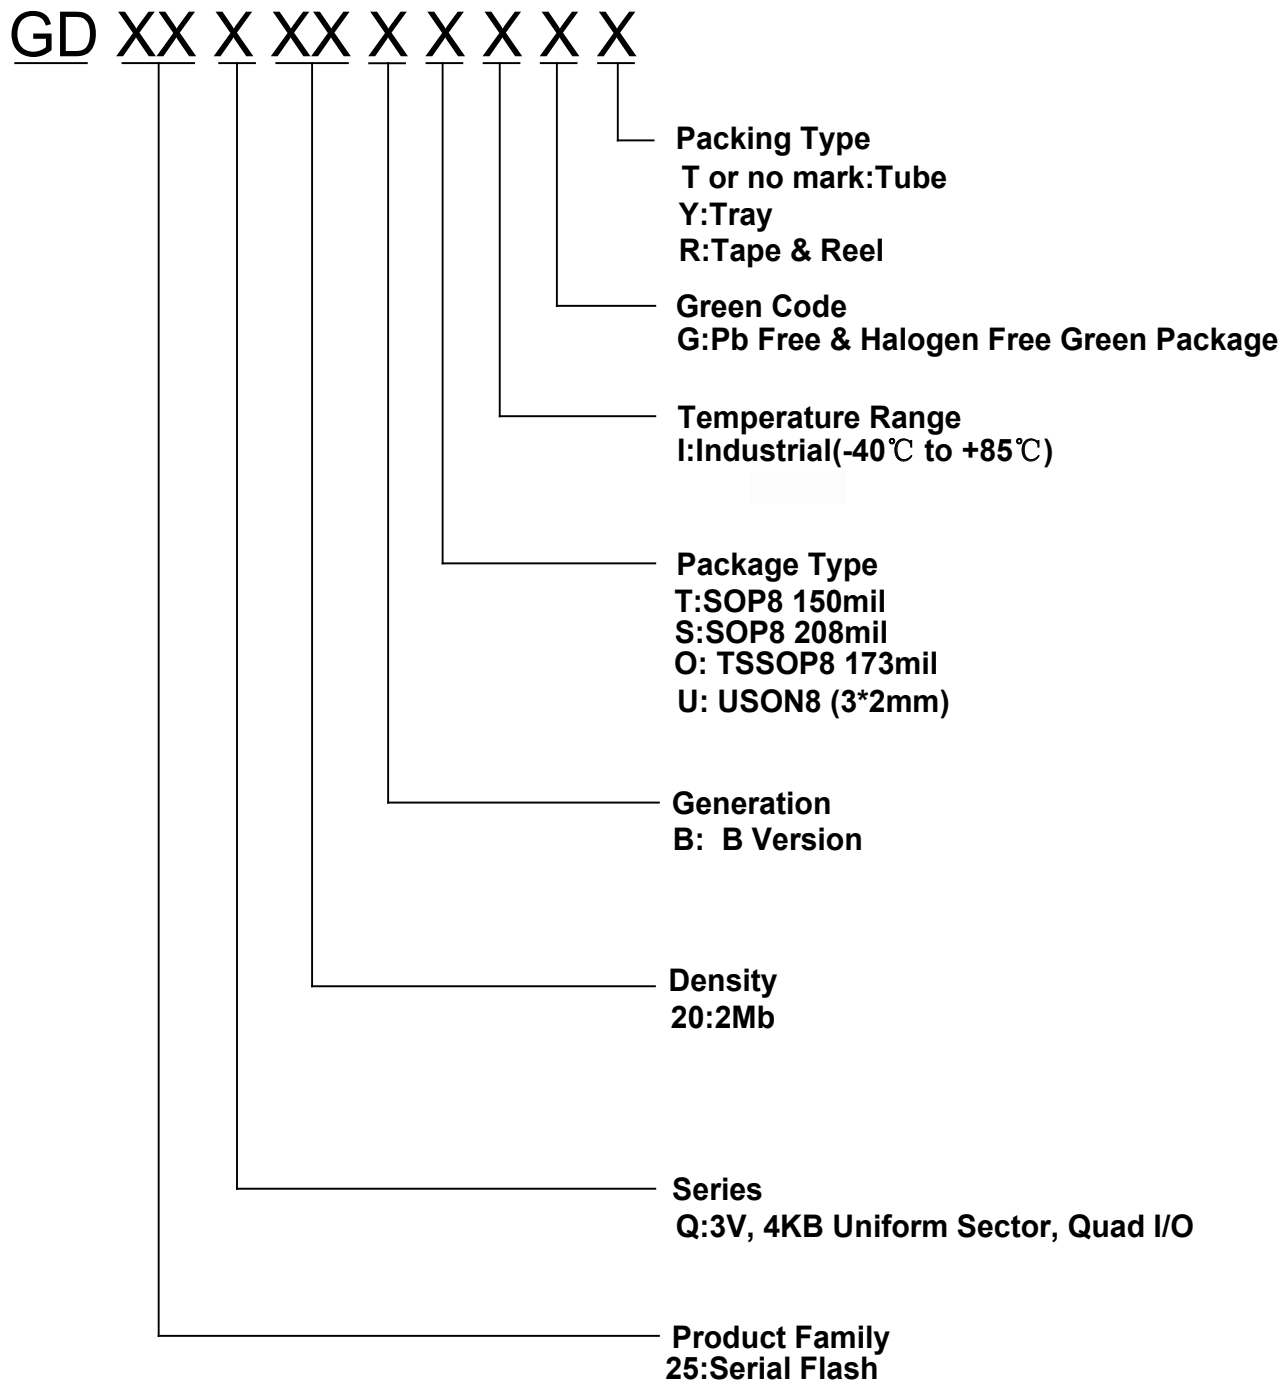 GD XX X XX X X X X X
Packing Type
T or no mark:Tube
Y:Tray
R:Tape & Reel
Green Code
G:Pb Free & Halogen Free Green Package
Temperature Range
I:Industrial(-40℃ to +85℃)
Package Type
T:SOP8 150mil
S:SOP8 208mil
O: TSSOP8 173mil
U: USON8 (3*2mm)
Generation
B: B Version
Density
20:2Mb
Series
Q:3V, 4KB Uniform Sector, Quad I/O
Product Family
25:Serial Flash